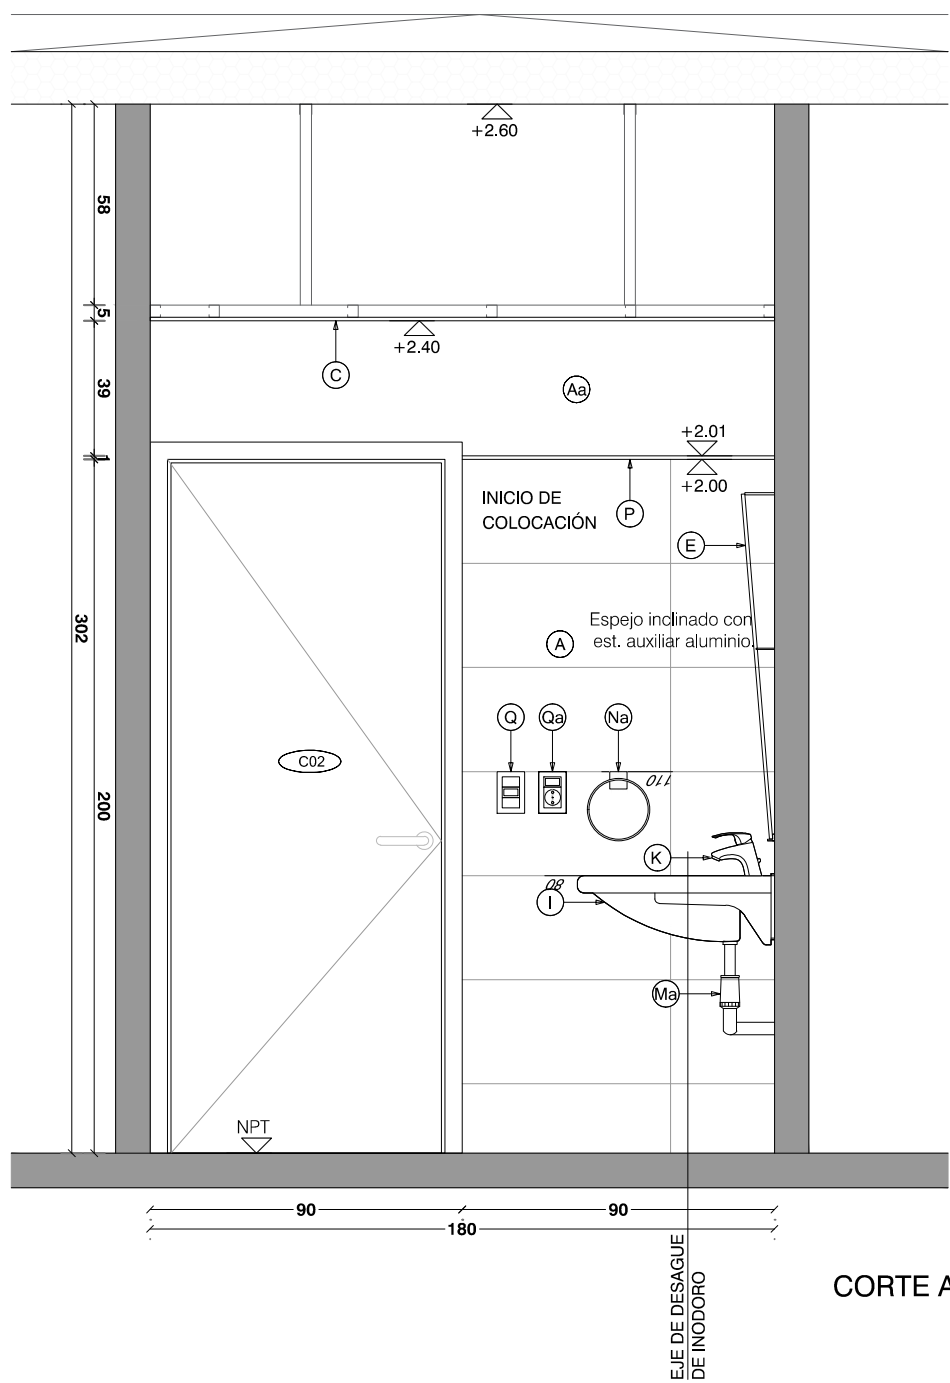 +2.60
58
5
+2.40
C
39
Aa
+2.01
1
+2.00
INICIO DE
COLOCACIÓN
P
E
302
Espejo inclinado con
est. auxiliar aluminio.
A
Q
Qa
Na
C02
110
200
K
80
I
Ma
NPT
90
90
180
EJE DE DESAGUE
DE INODORO
CORTE A